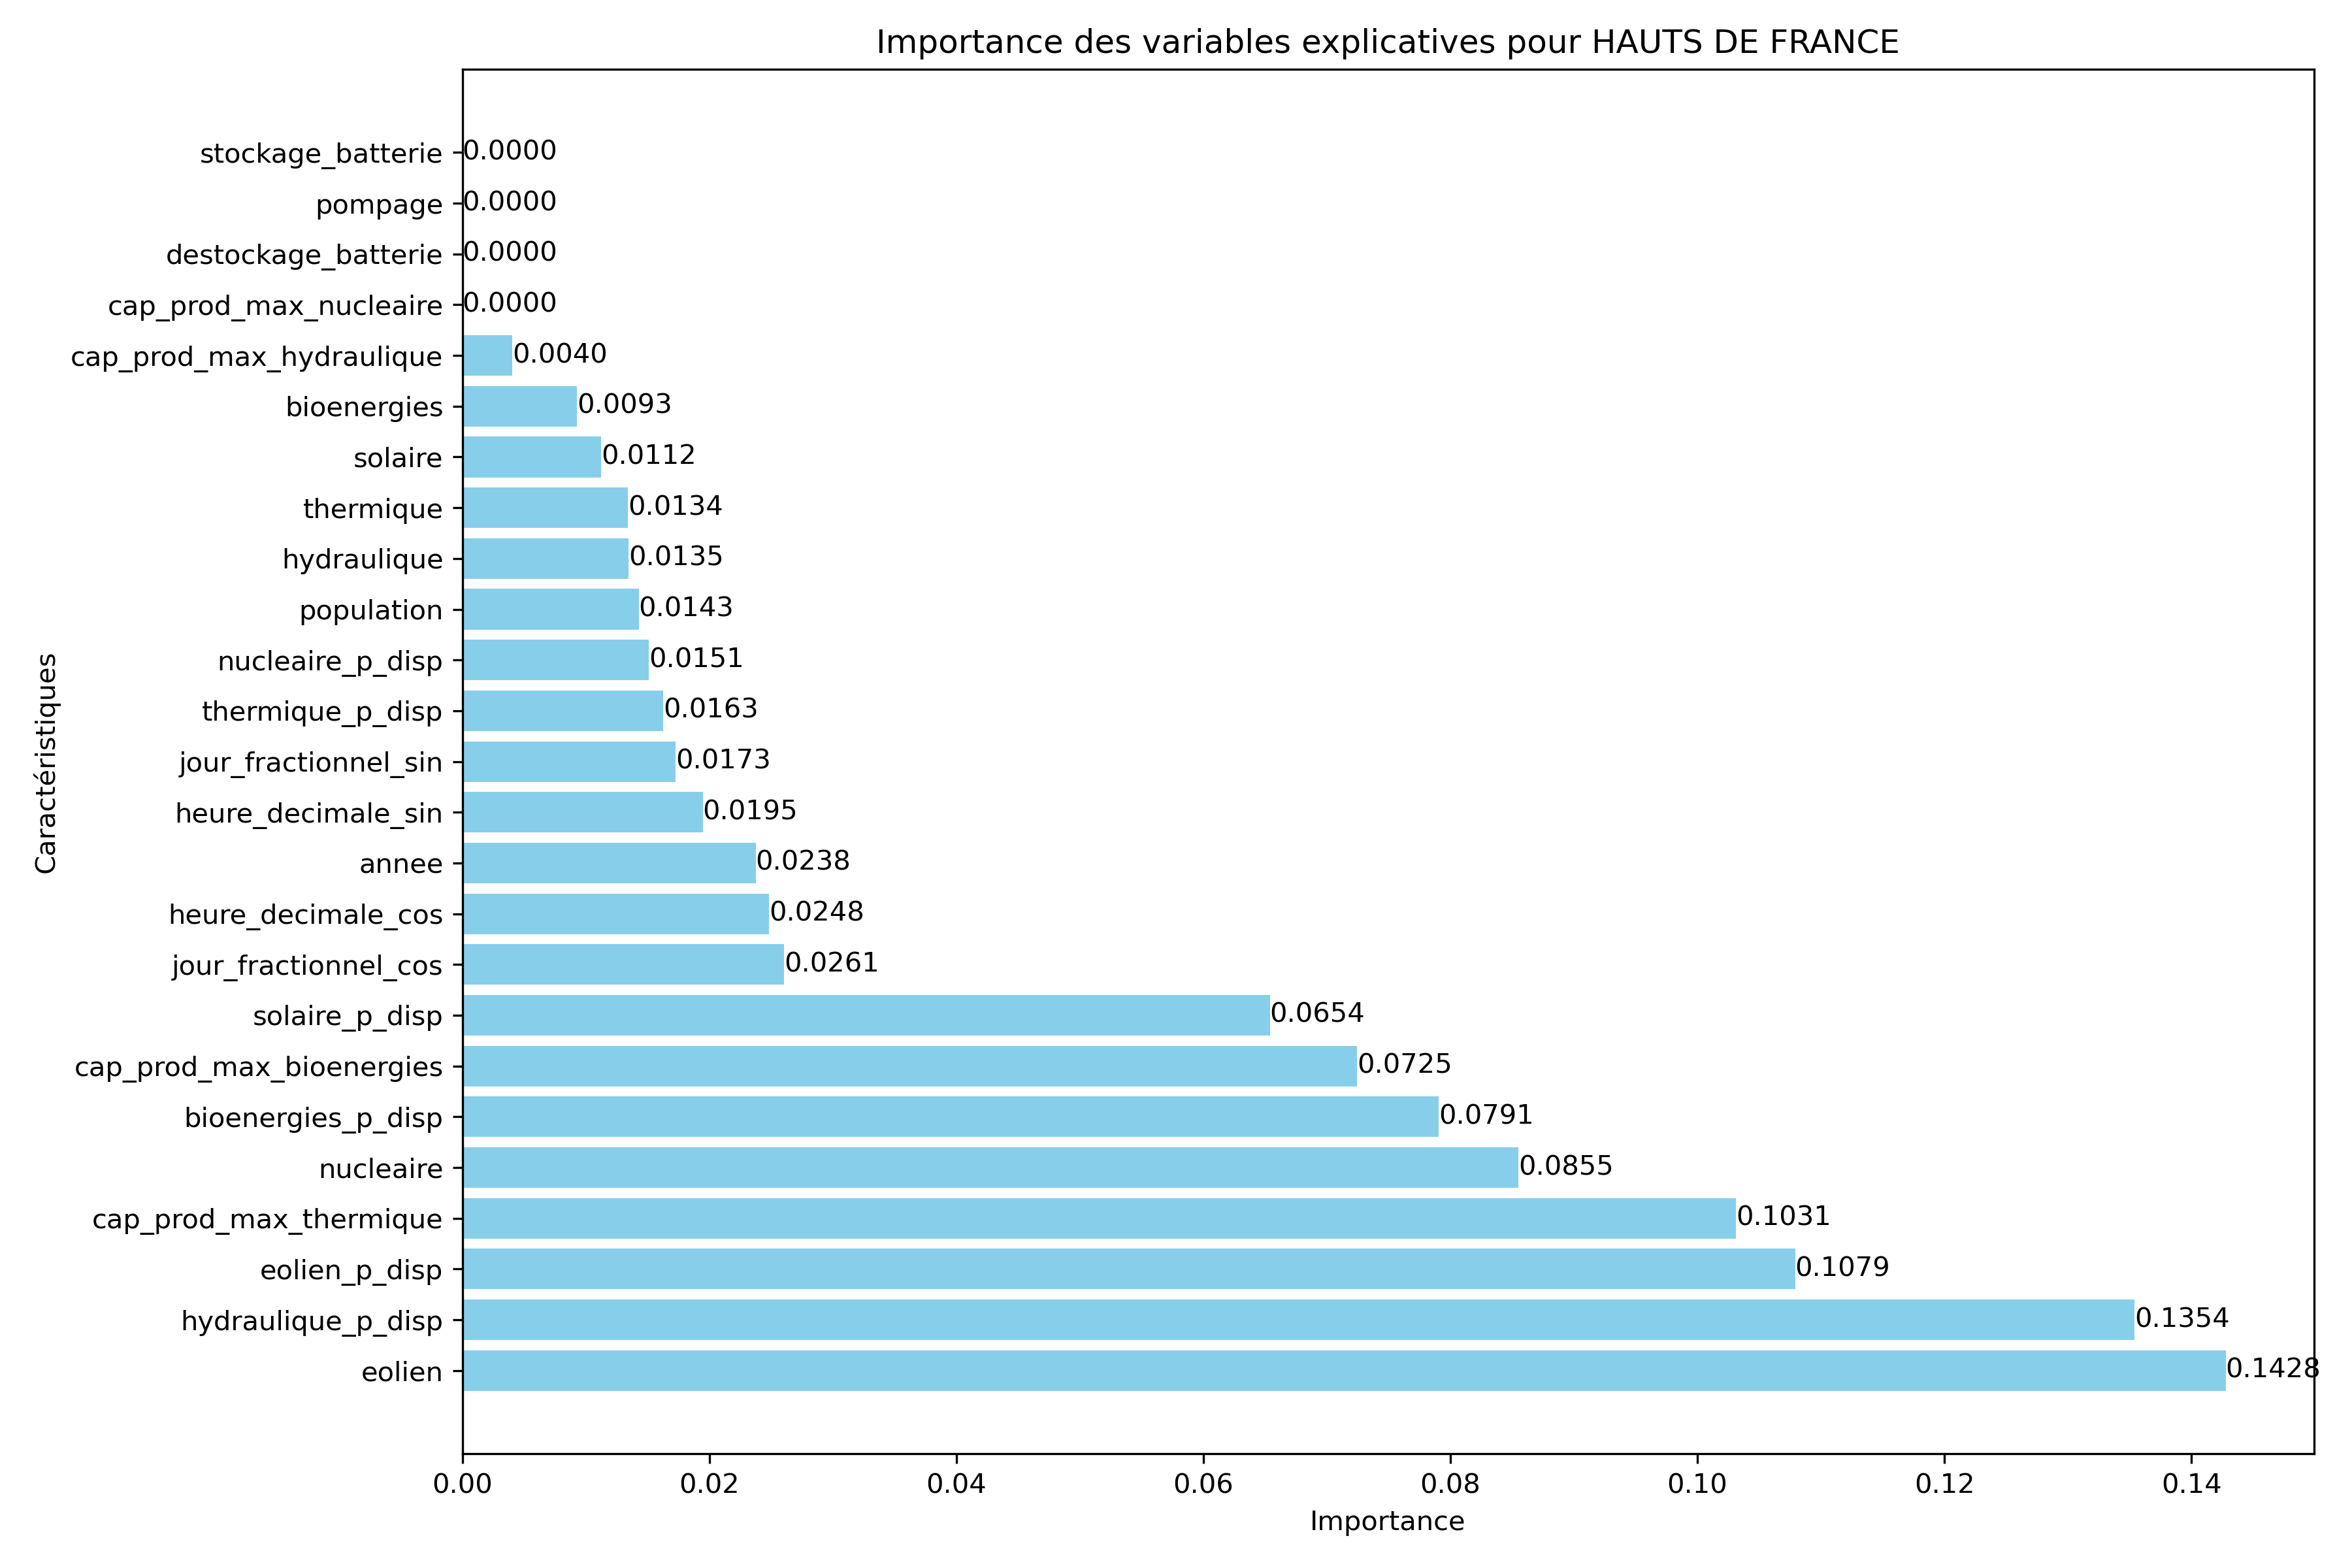 Importance des variables explicatives pour HAUTS DE FRANCE
stockage_batterie 0.0000
pompage 0.0000
destockage_batterie 0.0000
cap_prod_max_nucleaire 0.0000
cap_prod_max_hydraulique 0.0040
bioenergies 0.0093
solaire 0.0112
thermique 0.0134
hydraulique 0.0135
population 0.0143
nucleaire_p_disp 0.0151
thermique_p_disp 0.0163
jour_fractionnel_sin 0.0173
heure_decimale_sin 0.0195
annee 0.0238
heure_decimale_cos 0.0248
jour_fractionnel_cos 0.0261
solaire_p_disp 0.0654
cap_prod_max_bioenergies 0.0725
bioenergies_p_disp 0.0791
nucleaire 0.0855
cap_prod_max_thermique 0.1031
eolien_p_disp 0.1079
hydraulique_p_disp 0.1354
eolien 0.1428
Caractéristiques
0.00 0.02 0.04 0.06 0.08 0.10 0.12 0.14
Importance